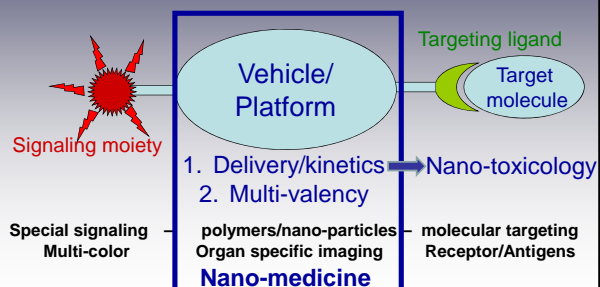 Targeting ligand
Vehicle/
Platform
Target
molecule
Signaling moiety
1. Delivery/kinetics
Nano-toxicology
2. Multi-valency
Special signaling – polymers/nano-particles – molecular targeting
Multi-color Organ specific imaging Receptor/Antigens
Nano-medicine